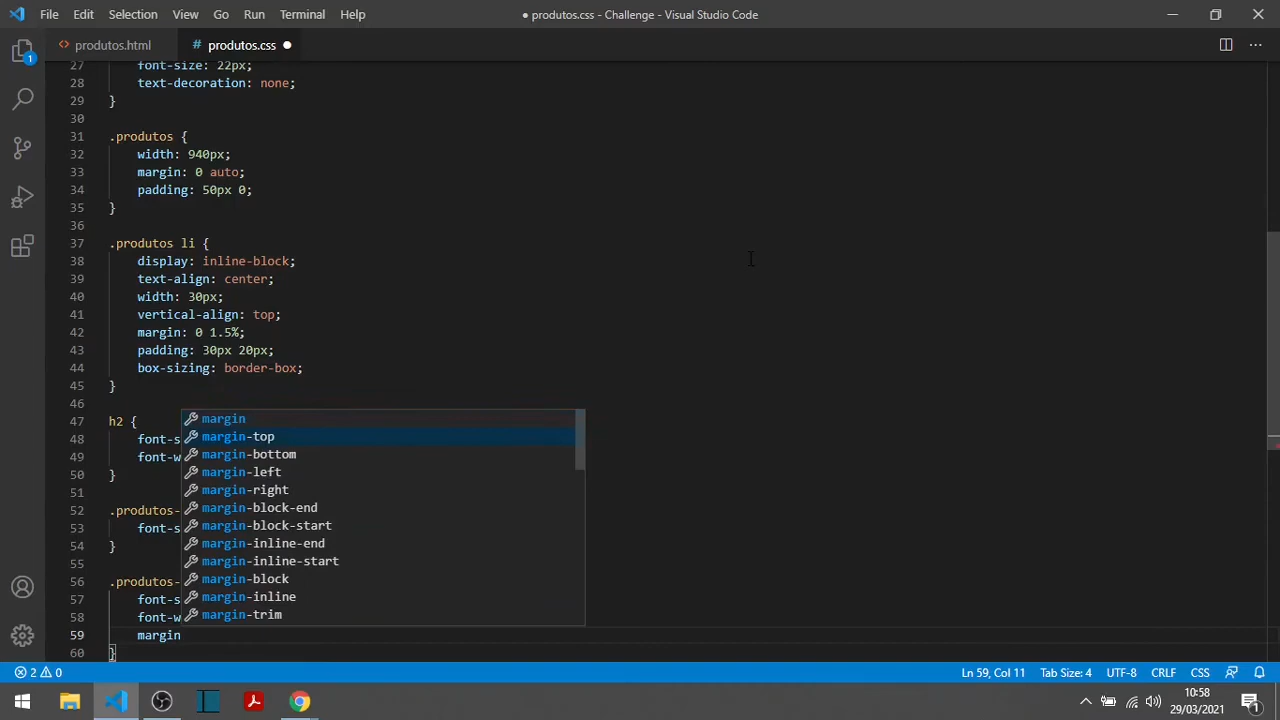 File Edit Selection View Go Run Terminal Help
● produtos.css - Challenge - Visual Studio Code
produtos.html
# produtos.css
27 font-size: 22px;
28 text-decoration: none;
29 }
30
31 .produtos {
32 width: 940px;
33 margin: 0 auto;
34 padding: 50px 0;
35 }
36
37 .produtos li {
38 display: inline-block;
39 text-align: center;
40 width: 30px;
41 vertical-align: top;
42 margin: 0 1.5%;
43 padding: 30px 20px;
44 box-sizing: border-box;
45 }
46
47 h2 {
margin
48 font-s
margin-top
49 font-w
margin-bottom
50 }
margin-left
51
margin-right
52 .produtos-
margin-block-end
53 font-s
margin-block-start
54 }
margin-inline-end
55
margin-inline-start
56 .produtos-
margin-block
57 font-s
margin-inline
58 font-w
margin-trim
59 margin
60 }
1
2 0
Ln 59, Col 11 Tab Size: 4 UTF-8 CRLF CSS
10:58
29/03/2021
1